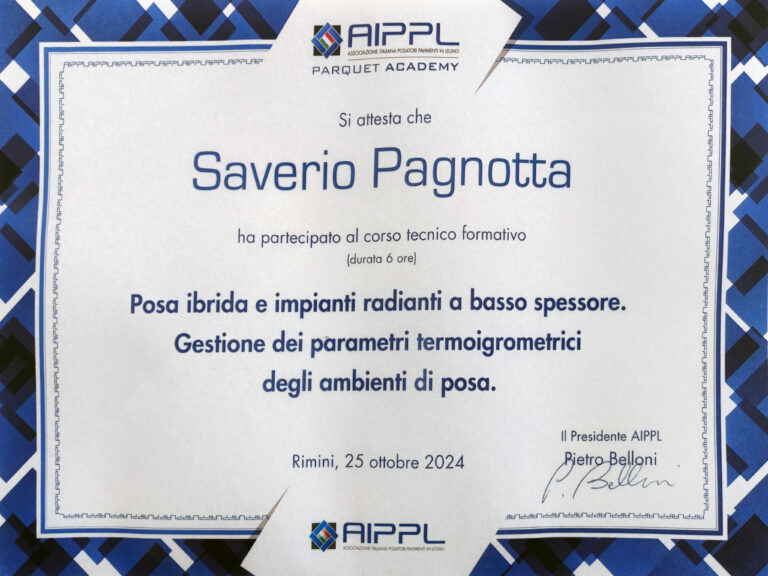 AIPPL
ASSOCIAZIONE ITALIANA POSATORI PAVIMENTI IN LEGNO
PARQUET ACADEMY
Si attesta che
Saverio Pagnotta
ha partecipato al corso tecnico formativo
(durata 6 ore)
Posa ibrida e impianti radianti a basso spessore.
Gestione dei parametri termoigrometrici
degli ambienti di posa.
Il Presidente AIPPL
Rimini, 25 ottobre 2024
Pietro Belloni
P. Belloni
AIPPL
ASSOCIAZIONE ITALIANA POSATORI PAVIMENTI IN LEGNO